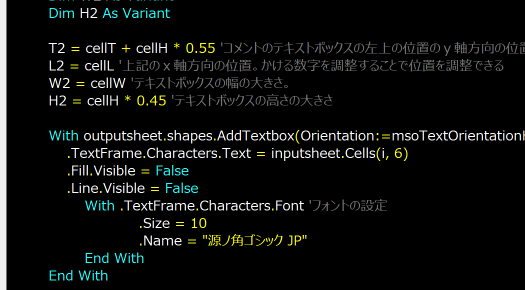 Dim H2 As Variant
T2 = cellT + cellH * 0.55 'コメントのテキストボックスの左上の位置のy軸方向の位
L2 = cellL '上記のx軸方向の位置。かける数字を調整することで位置を調整できる
W2 = cellW 'テキストボックスの幅の大きさ。
H2 = cellH * 0.45 'テキストボックスの高さの大きさ
With outputsheet.shapes.AddTextbox(Orientation:=msoTextOrientation
.TextFrame.Characters.Text = inputsheet.Cells(i, 6)
.Fill.Visible = False
.Line.Visible = False
With .TextFrame.Characters.Font 'フォントの設定
.Size = 10
.Name = "源ノ角ゴシック JP"
End With
End With